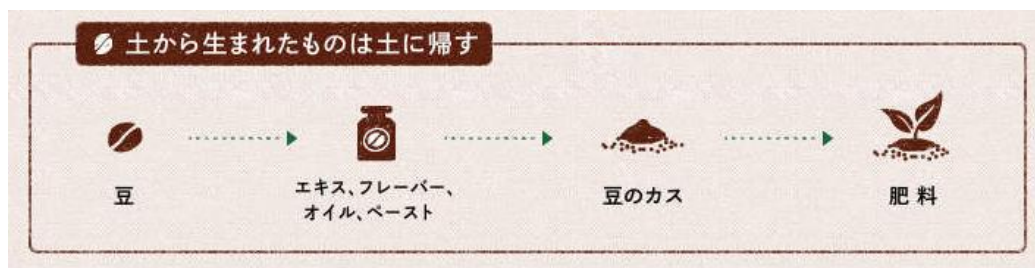 土から生まれたものは土に帰す
豆
エキス、フレーバー、
オイル、ペースト
豆のカス
肥料